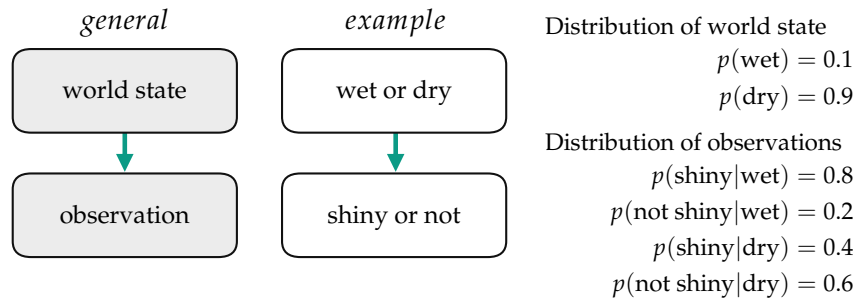 general
world state
observation
example
wet or dry
shiny or not
Distribution of world state
p(wet) = 0.1
p(dry) = 0.9
Distribution of observations
p(shiny|wet) = 0.8
p(not shiny|wet) = 0.2
p(shiny|dry) = 0.4
p(not shiny|dry) = 0.6